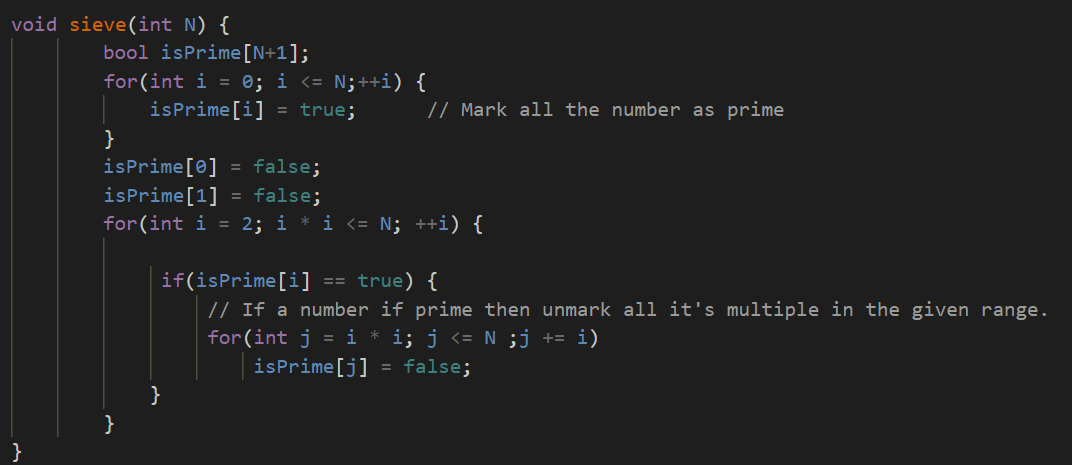 void sieve(int N) {
bool isPrime[N+1];
for(int i = 0; i <= N;++i) {
isPrime[i] = true;       // Mark all the number as prime
}
isPrime[0] = false;
isPrime[1] = false;
for(int i = 2; i * i <= N; ++i) {
if(isPrime[i] == true) {
// If a number if prime then unmark all it's multiple in the given range.
for(int j = i * i; j <= N ;j += i)
isPrime[j] = false;
}
}
}